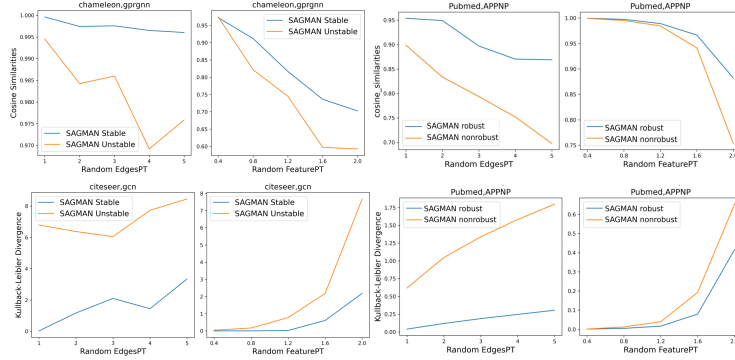 chameleon,gprgnn
Cosine Similarities
1.000
0.995
0.990
0.985
0.980
0.975
0.970
SAGMAN Stable
SAGMAN Unstable
1 2 3 4 5
Random EdgesPT
chameleon,gprgnn
0.95
0.90
0.85
0.80
0.75
0.70
0.65
0.60
SAGMAN Stable
SAGMAN Unstable
0.4 0.8 1.2 1.6 2.0
Random FeaturePT
Pubmed,APPNP
cosine_similarities
0.95
0.90
0.85
0.80
0.75
0.70
SAGMAN robust
SAGMAN nonrobust
1 2 3 4 5
Random EdgesPT
Pubmed,APPNP
1.00
0.95
0.90
0.85
0.80
0.75
SAGMAN robust
SAGMAN nonrobust
0.4 0.8 1.2 1.6 2.0
Random FeaturePT
citeseer,gcn
Kullback-Leibler Divergence
8
6
4
2
0
SAGMAN Stable
SAGMAN Unstable
1 2 3 4 5
Random EdgesPT
citeseer,gcn
8
7
6
5
4
3
2
1
0
SAGMAN Stable
SAGMAN Unstable
0.4 0.8 1.2 1.6 2.0
Random FeaturePT
Pubmed,APPNP
Kullback-Leibler Divergence
1.75
1.50
1.25
1.00
0.75
0.50
0.25
0.00
SAGMAN robust
SAGMAN nonrobust
1 2 3 4 5
Random EdgesPT
Pubmed,APPNP
0.6
0.5
0.4
0.3
0.2
0.1
0.0
SAGMAN robust
SAGMAN nonrobust
0.4 0.8 1.2 1.6 2.0
Random FeaturePT